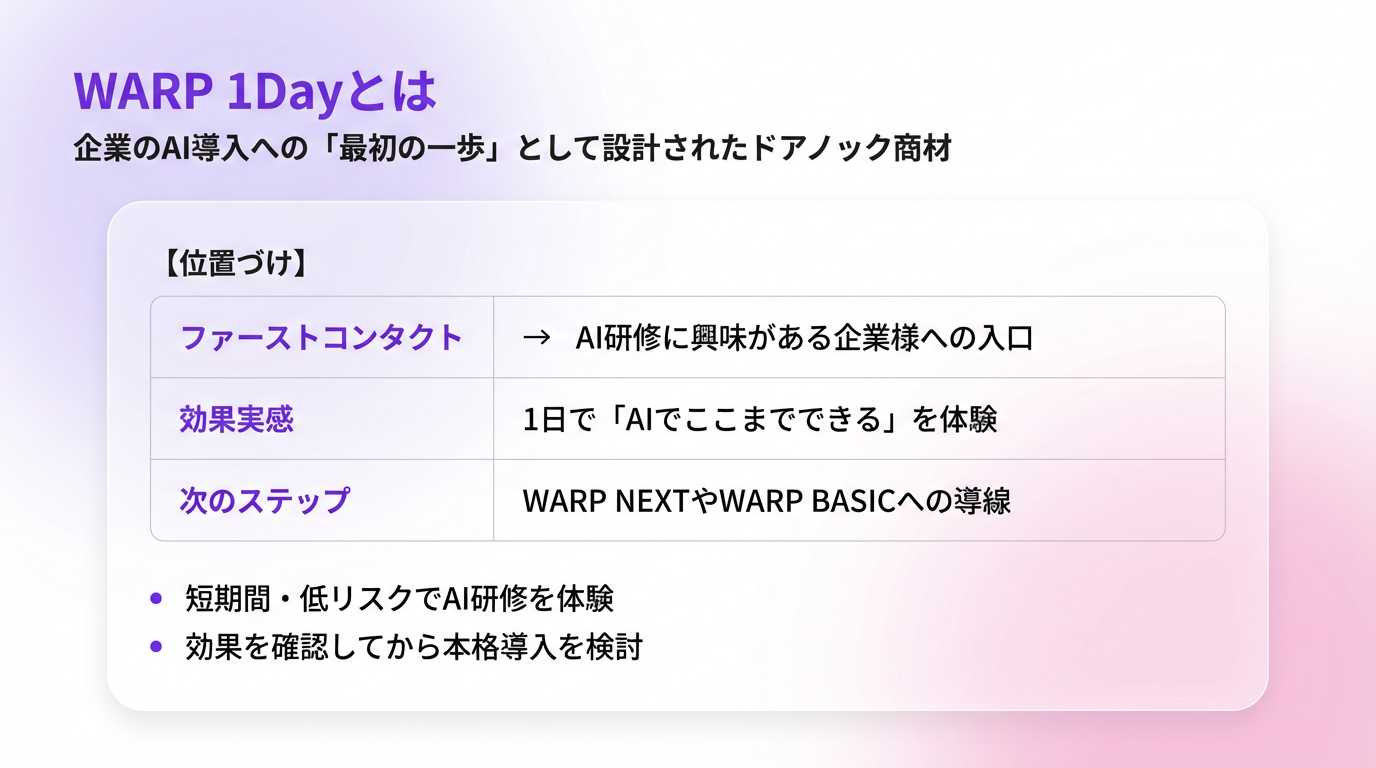 WARP 1Dayとは
企業のAI導入への「最初の一歩」として設計されたドアノック商材
【位置づけ】
ファーストコンタクト → AI研修に興味がある企業様への入口
効果実感 1日で「AIでここまでできる」を体験
次のステップ WARP NEXTやWARP BASICへの導線
• 短期間・低リスクでAI研修を体験
• 効果を確認してから本格導入を検討